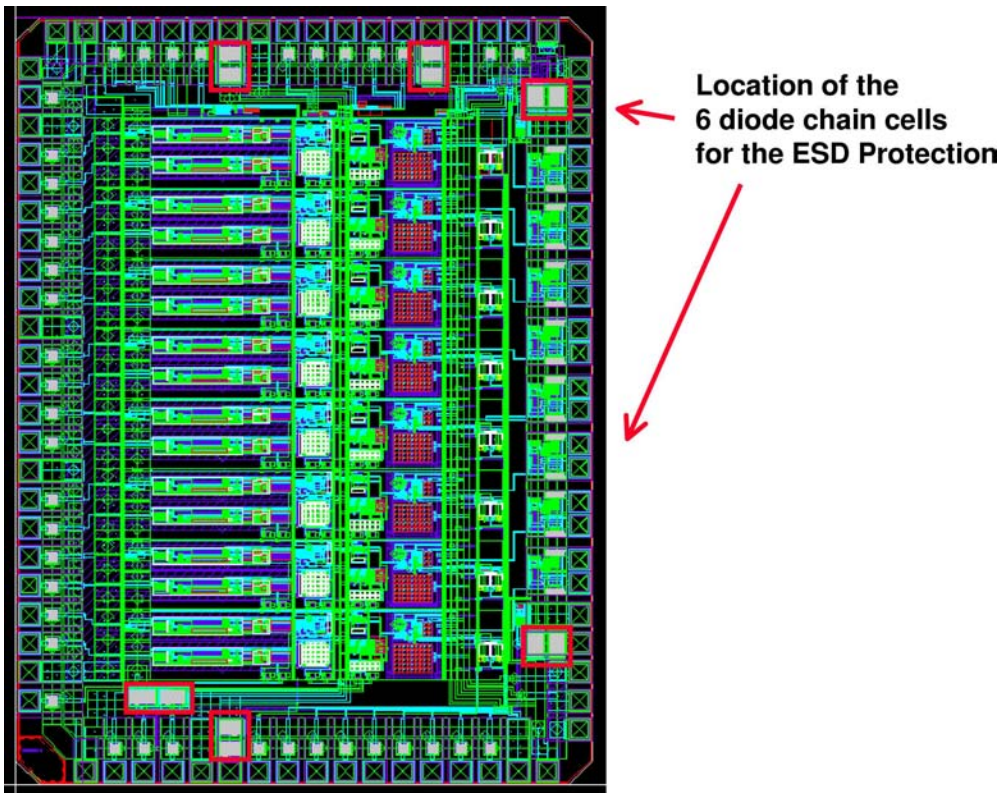 Location of the
6 diode chain cells
for the ESD Protection